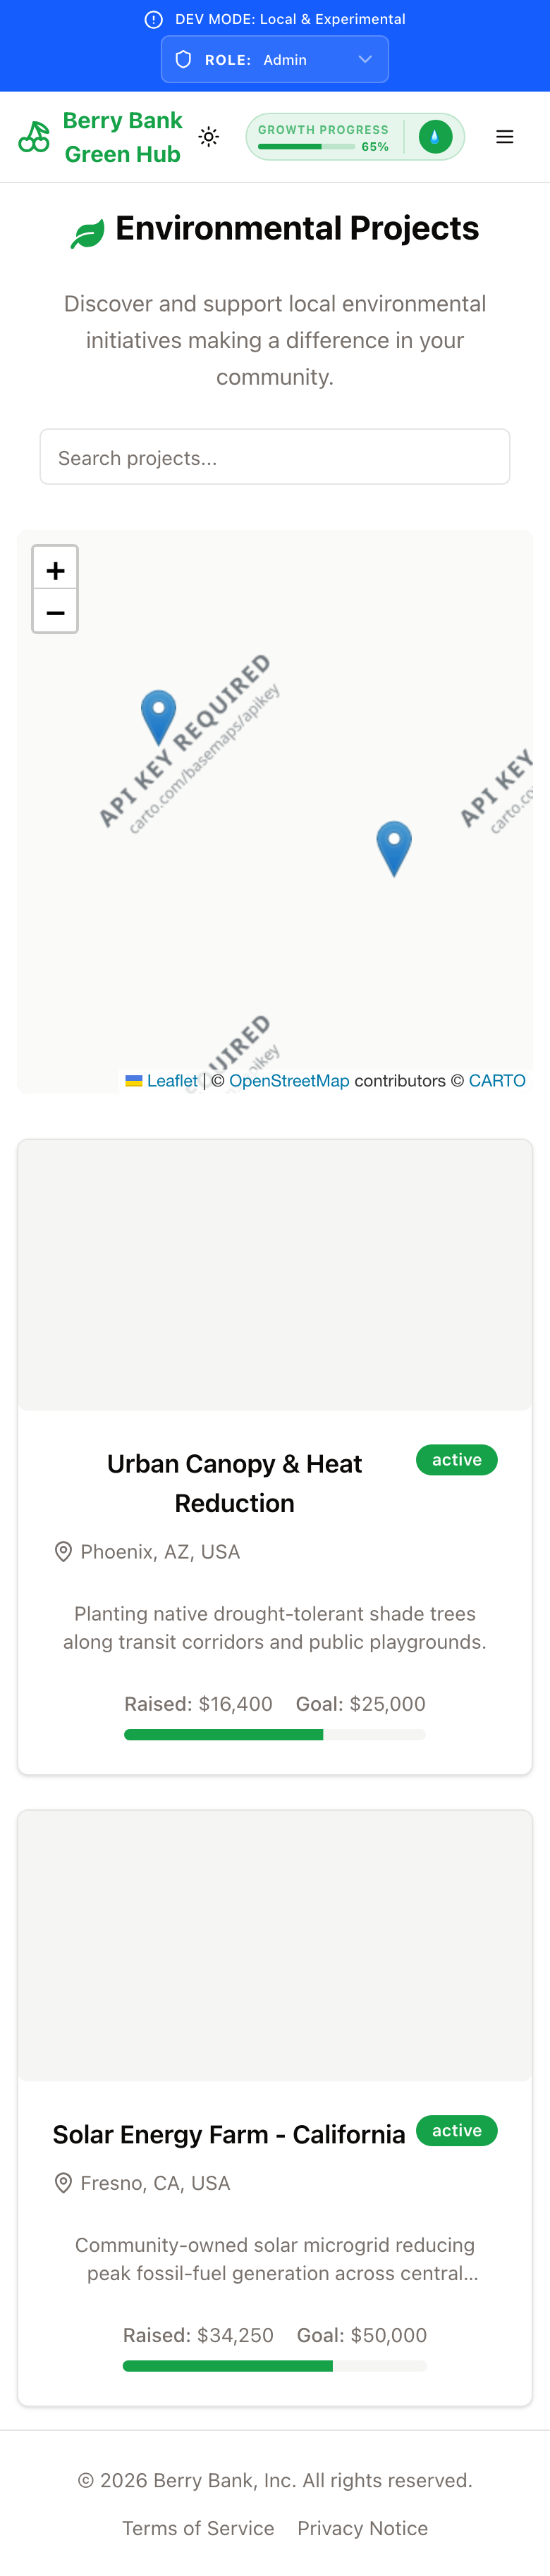 DEV MODE: Local & Experimental
ROLE: Admin
Berry Bank
Green Hub
GROWTH PROGRESS
65%
Environmental Projects
Discover and support local environmental
initiatives making a difference in your
community.
Search projects...
+
−
API KEY REQUIRED
carto.com/basemaps/apikey
API KEY
carto.co
QUIRED
pikey
Leaflet | © OpenStreetMap contributors © CARTO
Urban Canopy & Heat
Reduction
active
Phoenix, AZ, USA
Planting native drought-tolerant shade trees
along transit corridors and public playgrounds.
Raised: $16,400 Goal: $25,000
Solar Energy Farm - California
active
Fresno, CA, USA
Community-owned solar microgrid reducing
peak fossil-fuel generation across central...
Raised: $34,250 Goal: $50,000
© 2026 Berry Bank, Inc. All rights reserved.
Terms of Service Privacy Notice